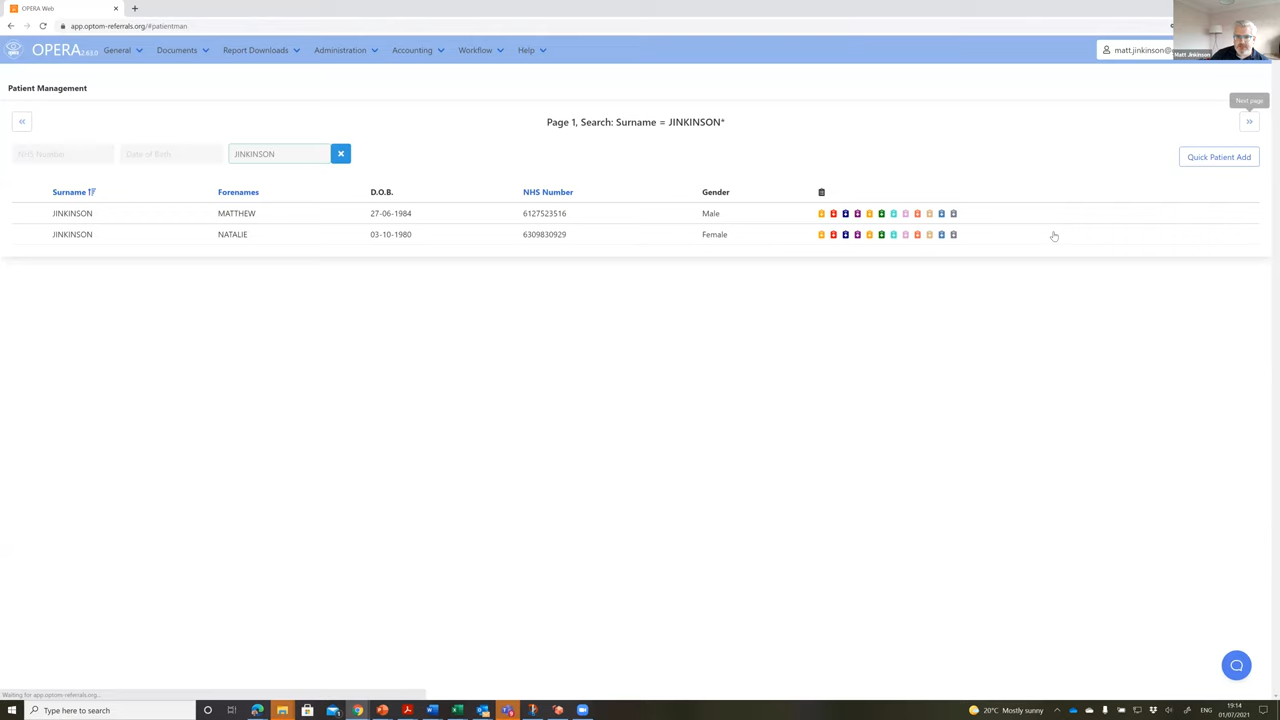 OPERA Web
app.optom-referrals.org/#patientman
OPERA2.63.0 General Documents Report Downloads Administration Accounting Workflow Help matt.jinkinson@
Matt Jinkinson
Patient Management
Next page
Page 1, Search: Surname = JINKINSON*
NHS Number Date of Birth JINKINSON
Quick Patient Add
Surname Forenames D.O.B. NHS Number Gender
JINKINSON MATTHEW 27-06-1984 6127523516 Male
JINKINSON NATALIE 03-10-1980 6309830929 Female
Waiting for app.optom-referrals.org...
Type here to search
20°C Mostly sunny
ENG
19:14
01/07/2021